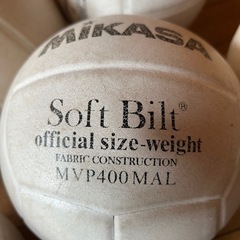 MIKASA
Soft Bilt®
official size-weight
FABRIC CONSTRUCTION
MVP400MAL